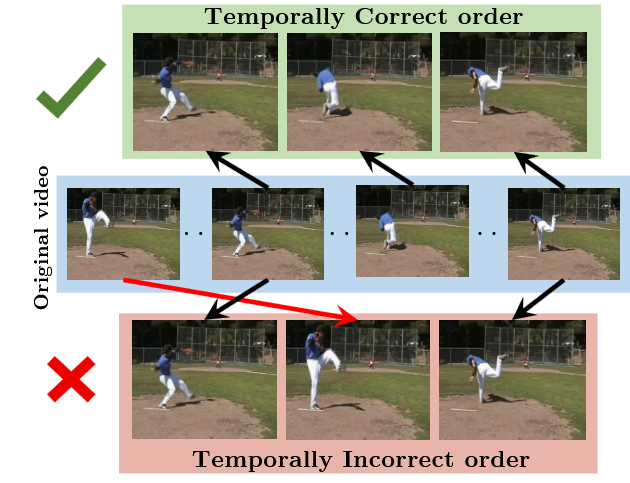 Temporally Correct order
Original video
Temporally Incorrect order